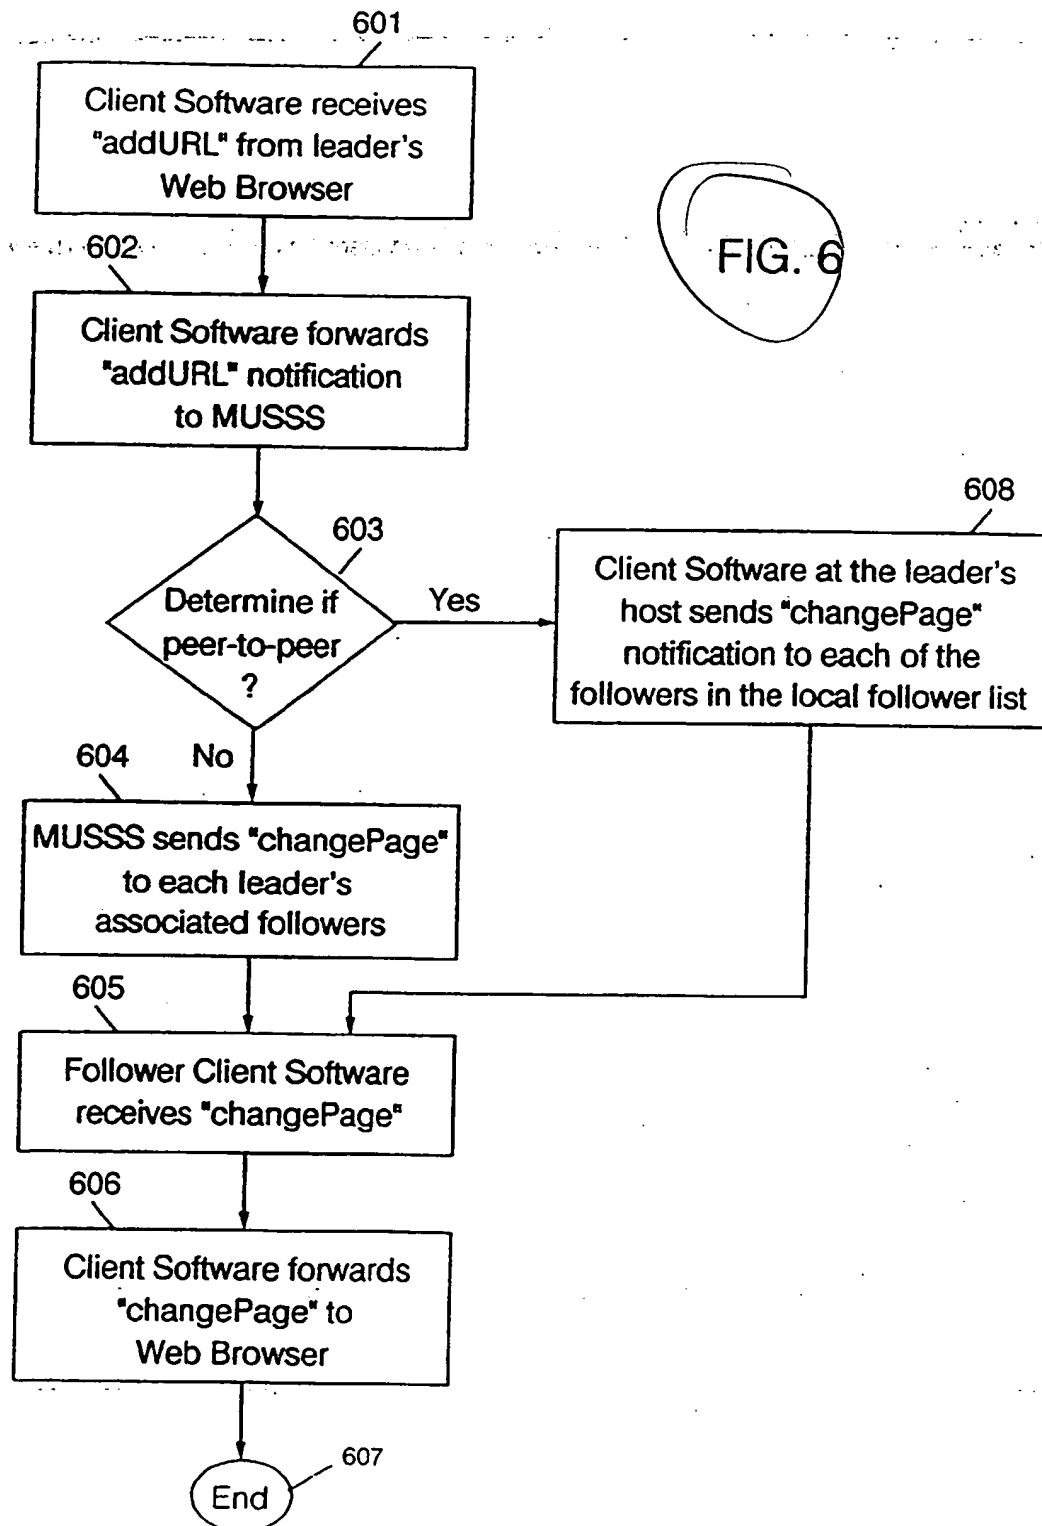 601
Client Software receives
"addURL" from leader's
Web Browser
FIG. 6
602
Client Software forwards
"addURL" notification
to MUSSS
603
Determine if
peer-to-peer
?
Yes
No
608
Client Software at the leader's
host sends "changePage"
notification to each of the
followers in the local follower list
604
MUSSS sends "changePage"
to each leader's
associated followers
605
Follower Client Software
receives "changePage"
606
Client Software forwards
"changePage" to
Web Browser
607
End